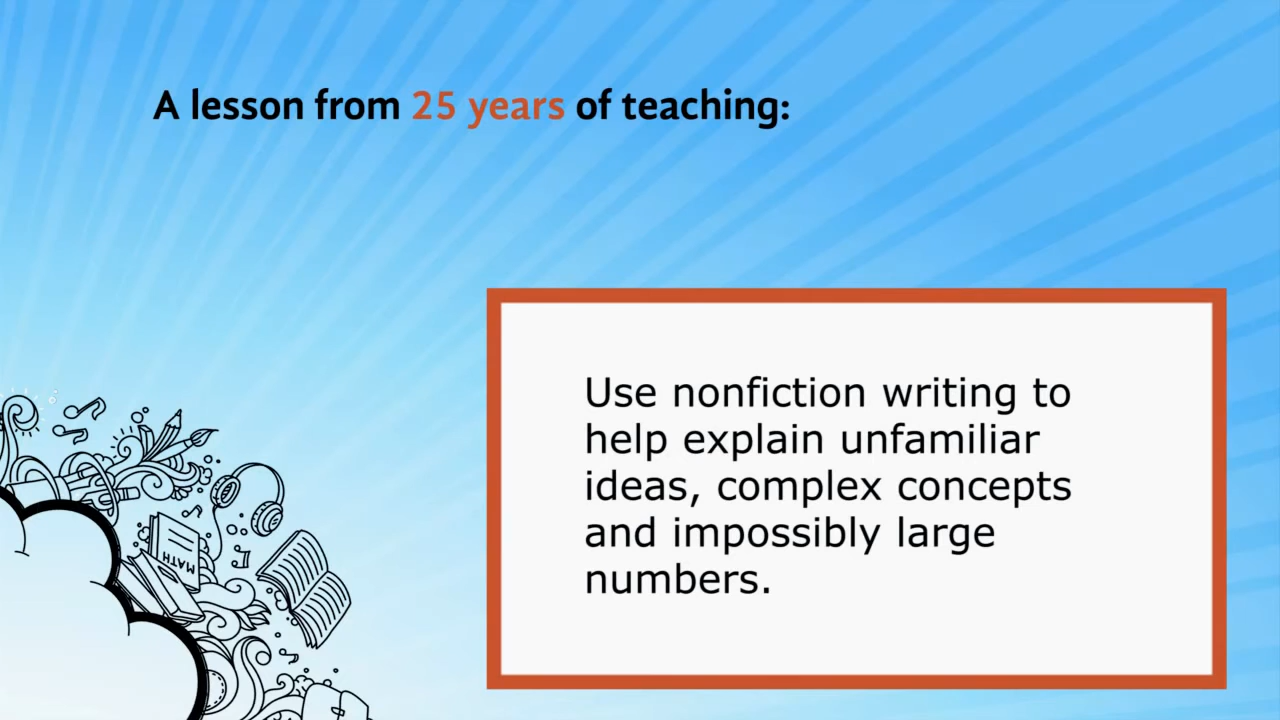 A lesson from 25 years of teaching:
Use nonfiction writing to
help explain unfamiliar
ideas, complex concepts
and impossibly large
numbers.
MATH